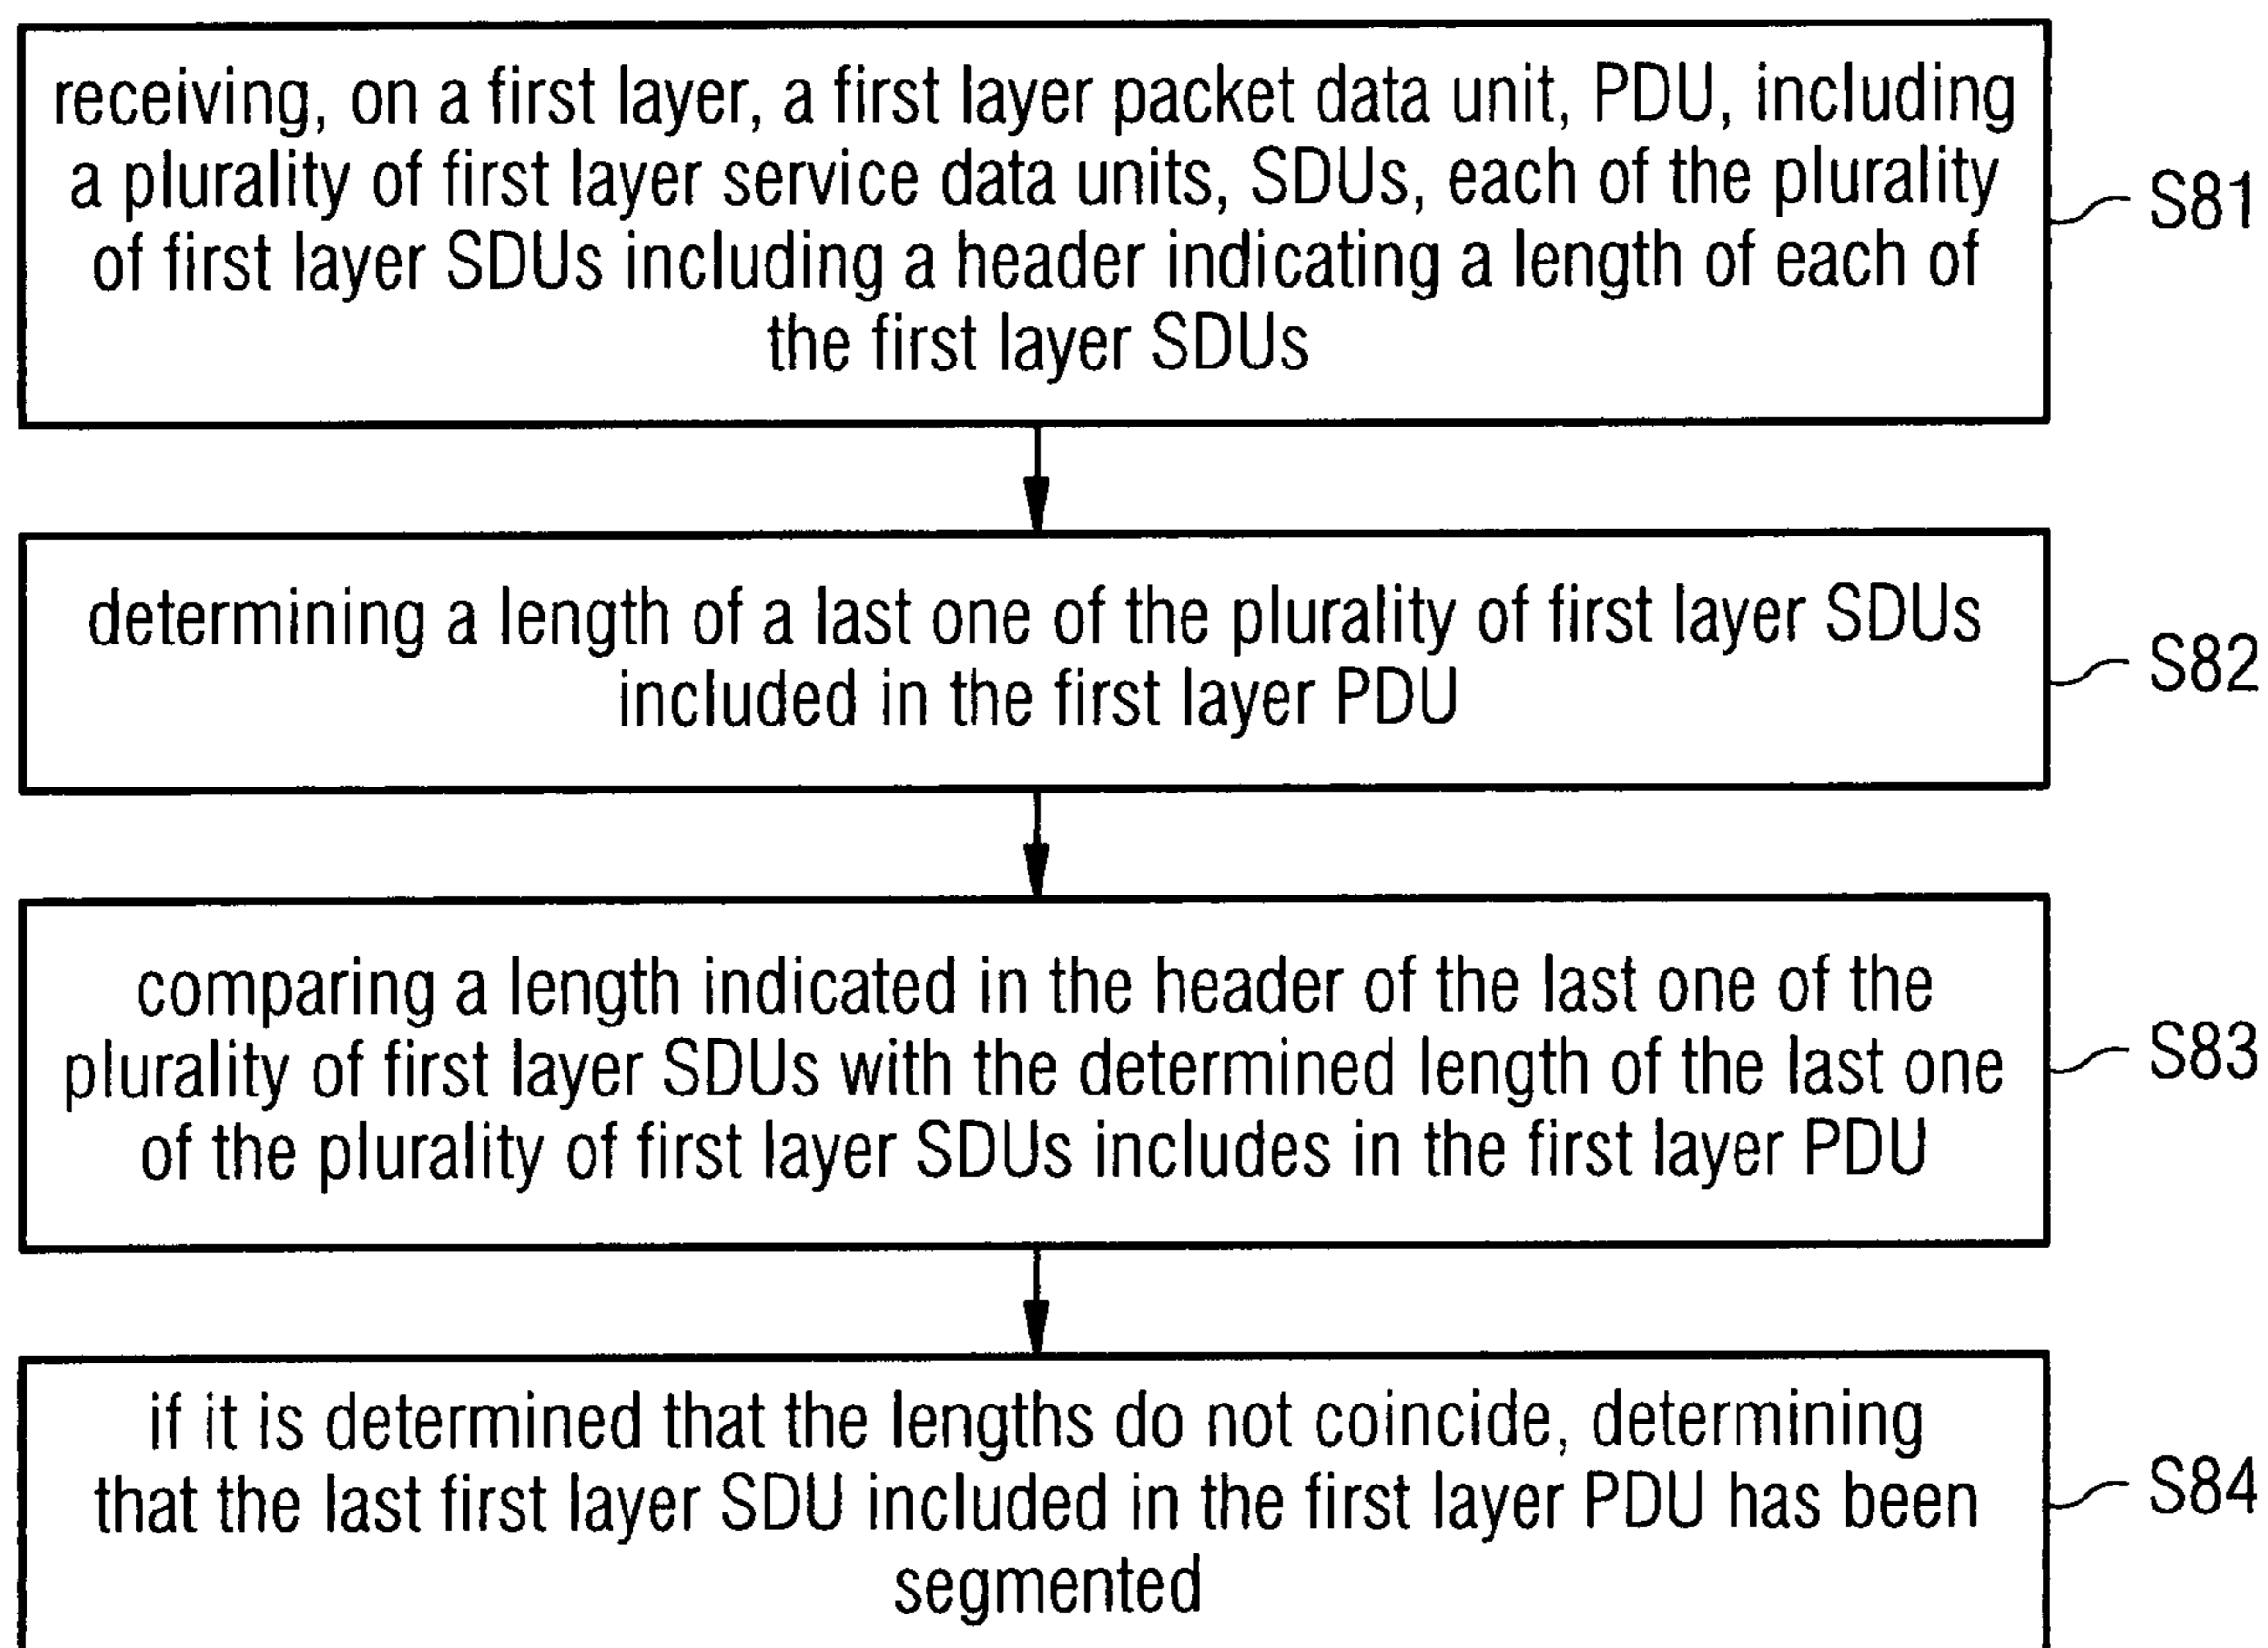 receiving, on a first layer, a first layer packet data unit, PDU, including
a plurality of first layer service data units, SDUs, each of the plurality
of first layer SDUs including a header indicating a length of each of
the first layer SDUs
S81
determining a length of a last one of the plurality of first layer SDUs
included in the first layer PDU
S82
comparing a length indicated in the header of the last one of the
plurality of first layer SDUs with the determined length of the last one
of the plurality of first layer SDUs includes in the first layer PDU
S83
if it is determined that the lengths do not coincide, determining
that the last first layer SDU included in the first layer PDU has been
segmented
S84